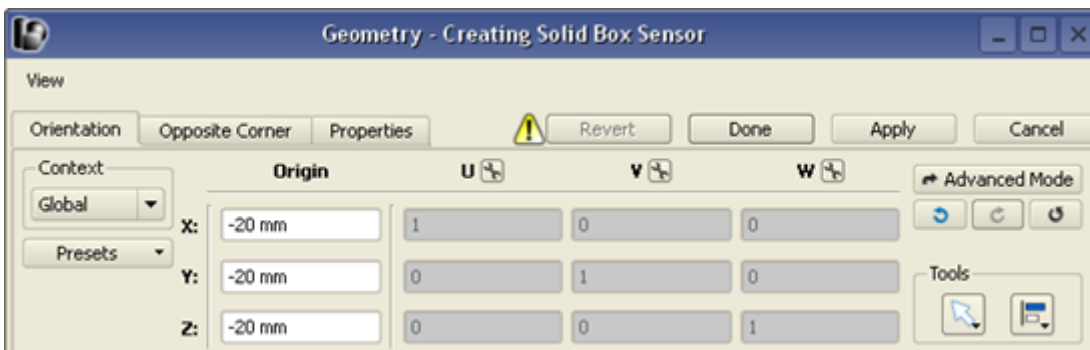 Geometry - Creating Solid Box Sensor
View
Orientation Opposite Corner Properties Revert Done Apply Cancel
Context Origin U V W Advanced Mode
Global
X: -20 mm 1 0 0
Presets
Y: -20 mm 0 1 0 Tools
Z: -20 mm 0 0 1